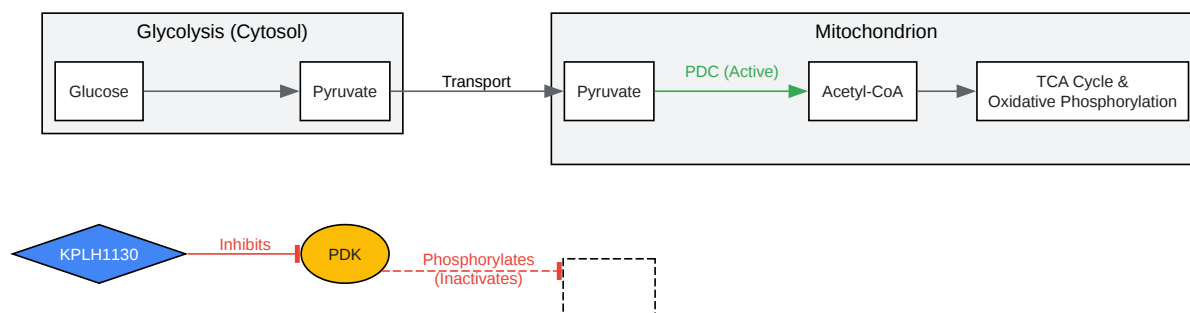 Glycolysis (Cytosol)
Mitochondrion
Glucose
Pyruvate
Transport
Pyruvate
PDC (Active)
Acetyl-CoA
TCA Cycle &
Oxidative Phosphorylation
KPLH1130
Inhibits
PDK
Phosphorylates
(Inactivates)